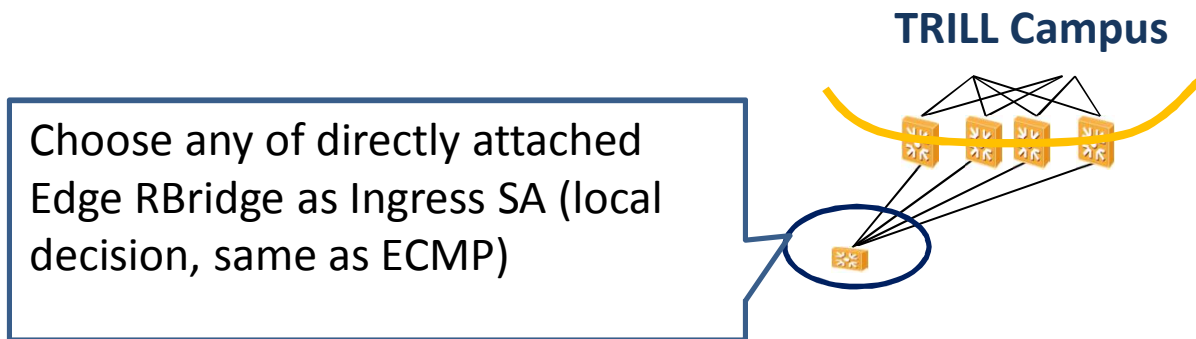 TRILL Campus
Choose any of directly attached
Edge RBridge as Ingress SA (local
decision, same as ECMP)